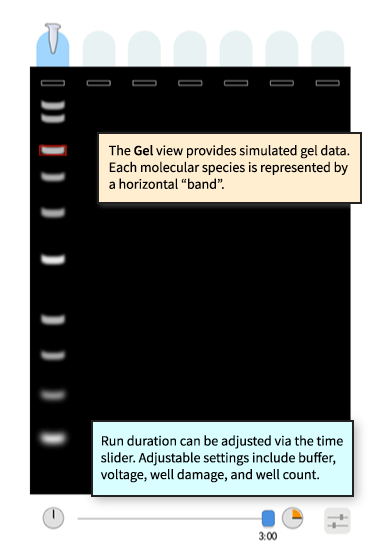 The Gel view provides simulated gel data.
Each molecular species is represented by
a horizontal “band”.
Run duration can be adjusted via the time
slider. Adjustable settings include buffer,
voltage, well damage, and well count.
3:00